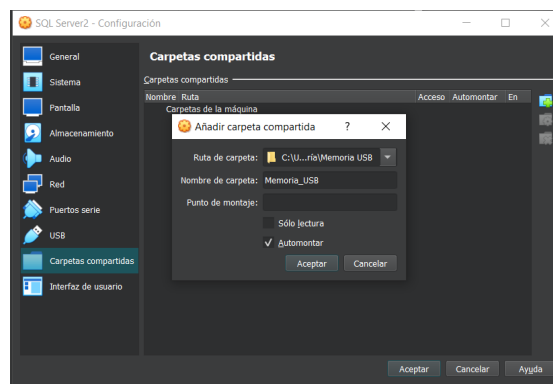 SQL Server2 - Configuración
General
Sistema
Pantalla
Almacenamiento
Audio
Red
Puertos serie
USB
Carpetas compartidas
Interfaz de usuario
Carpetas compartidas
Carpetas compartidas
Nombre Ruta Acceso Automontar En
Carpetas de la máquina
Añadir carpeta compartida ? ×
Ruta de carpeta: C:\U...ría\Memoria USB
Nombre de carpeta: Memoria_USB
Punto de montaje:
Sólo lectura
Automontar
Aceptar Cancelar
Aceptar Cancelar Ayuda